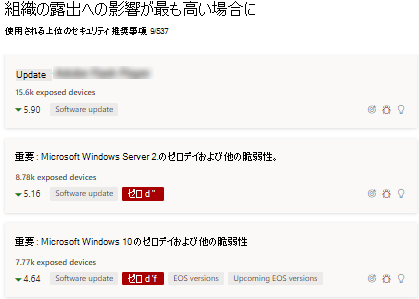 組織の露出への影響が最も高い場合に
使用される上位のセキュリティ推奨事項 9/537
Update
15.6k exposed devices
5.90 Software update
重要: Microsoft Windows Server 2.のゼロデイおよび他の脆弱性。
8.78k exposed devices
5.16 Software update ゼロ d "
重要: Microsoft Windows 10のゼロデイおよび他の脆弱性
7.77k exposed devices
4.64 Software update ゼロ d'f EOS versions Upcoming EOS versions